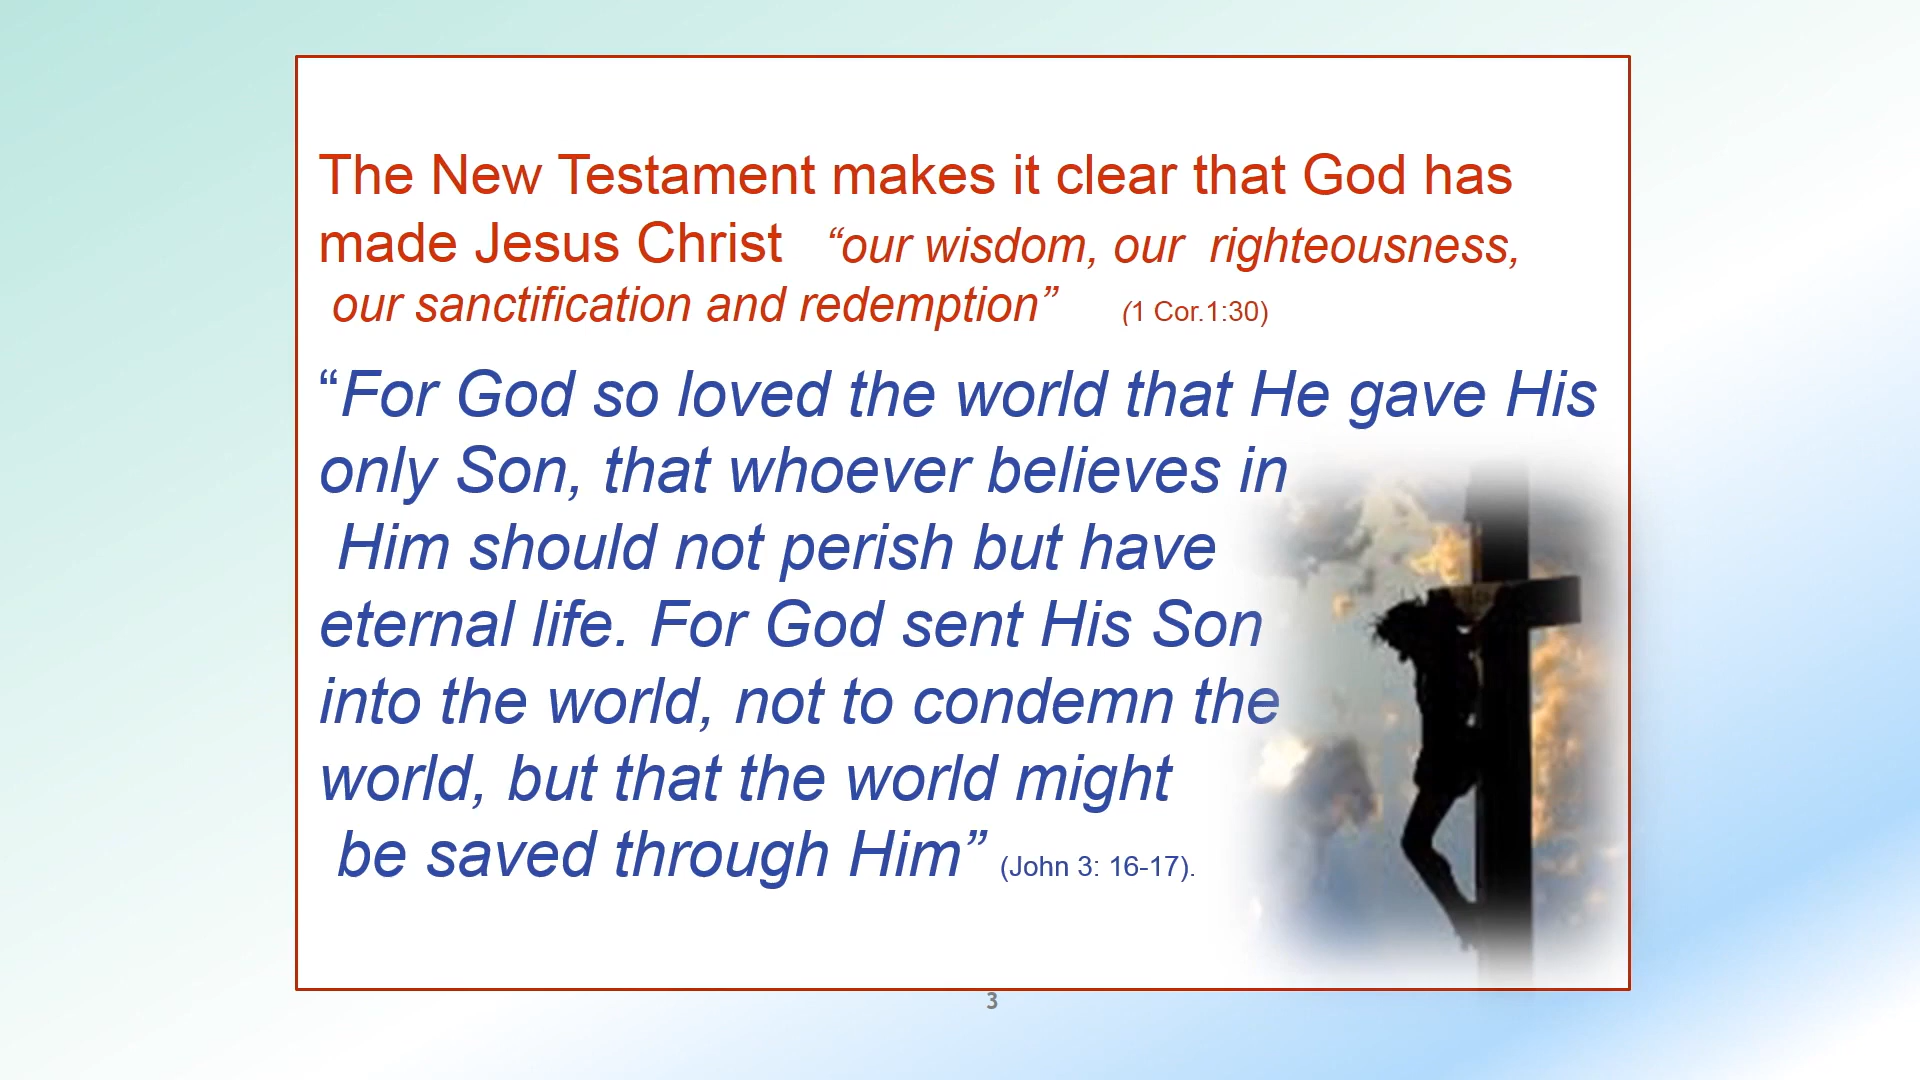 The New Testament makes it clear that God has
made Jesus Christ “our wisdom, our righteousness,
our sanctification and redemption” (1 Cor.1:30)
“For God so loved the world that He gave His
only Son, that whoever believes in
Him should not perish but have
eternal life. For God sent His Son
into the world, not to condemn the
world, but that the world might
be saved through Him” (John 3: 16-17).
3